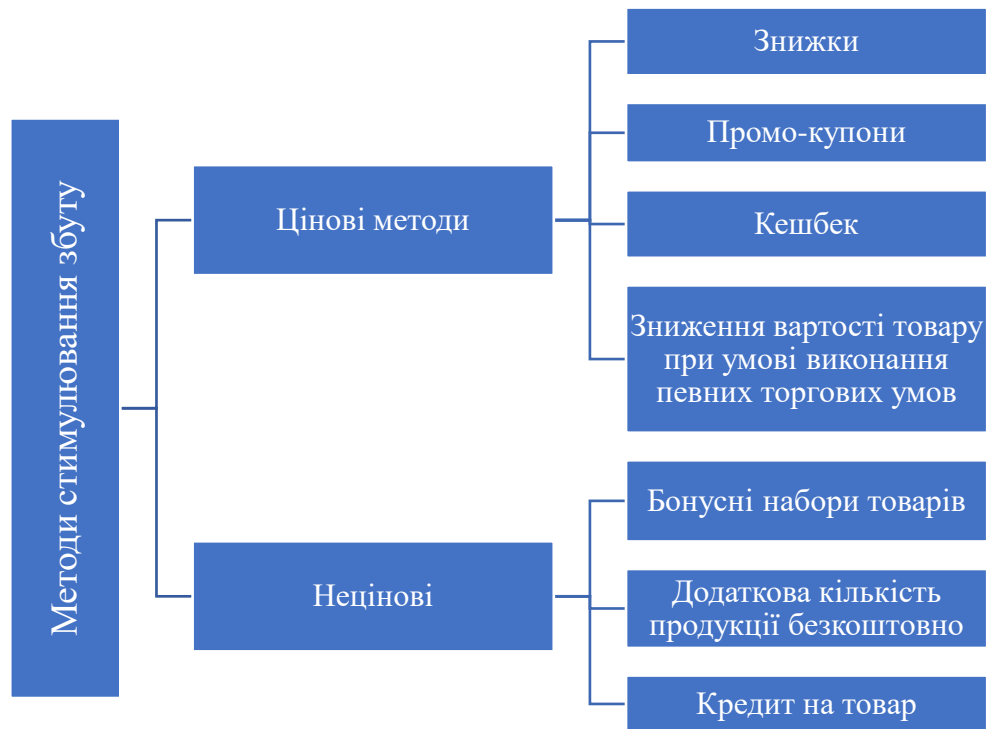 Методи стимулювання збуту
Цінові методи
Знижки
Промо-купони
Кешбек
Зниження вартості товару
при умові виконання
певних торгових умов
Нецінові
Бонусні набори товарів
Додаткова кількість
продукції безкоштовно
Кредит на товар